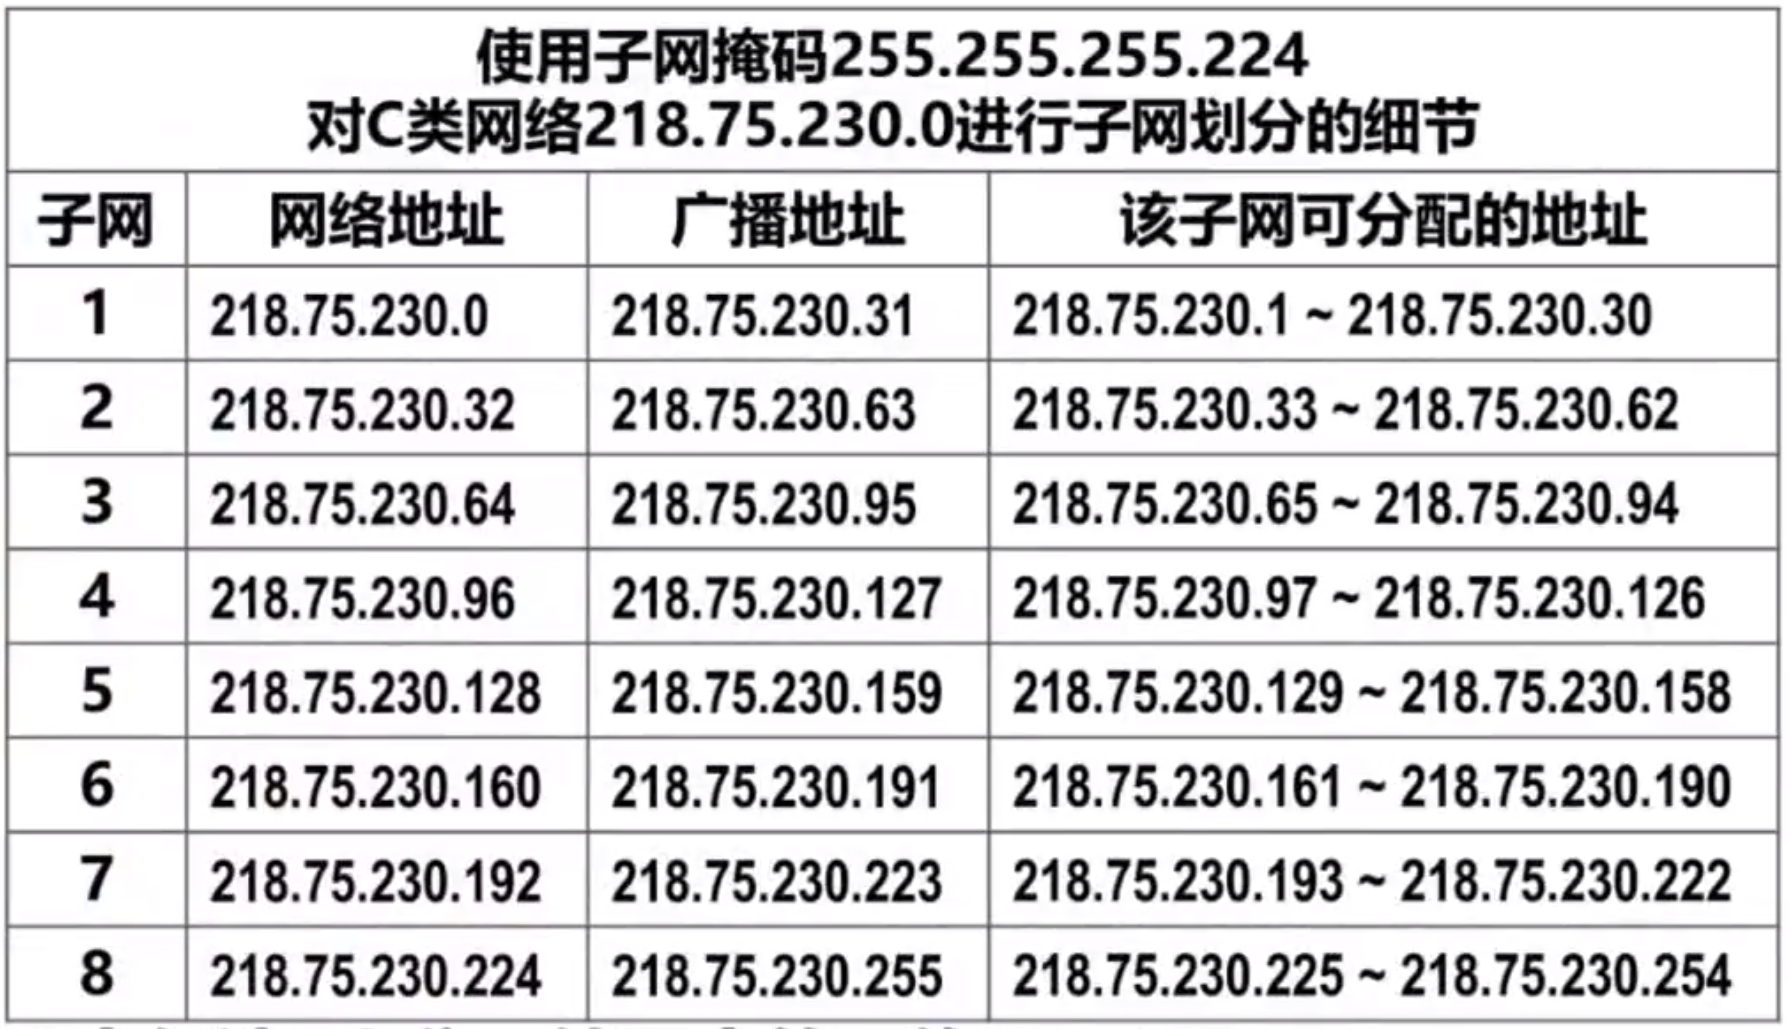 使用子网掩码255.255.255.224
对C类网络218.75.230.0进行子网划分的细节
子网 网络地址 广播地址 该子网可分配的地址
1 218.75.230.0 218.75.230.31 218.75.230.1 ~ 218.75.230.30
2 218.75.230.32 218.75.230.63 218.75.230.33 ~ 218.75.230.62
3 218.75.230.64 218.75.230.95 218.75.230.65 ~ 218.75.230.94
4 218.75.230.96 218.75.230.127 218.75.230.97 ~ 218.75.230.126
5 218.75.230.128 218.75.230.159 218.75.230.129 ~ 218.75.230.158
6 218.75.230.160 218.75.230.191 218.75.230.161 ~ 218.75.230.190
7 218.75.230.192 218.75.230.223 218.75.230.193 ~ 218.75.230.222
8 218.75.230.224 218.75.230.255 218.75.230.225 ~ 218.75.230.254